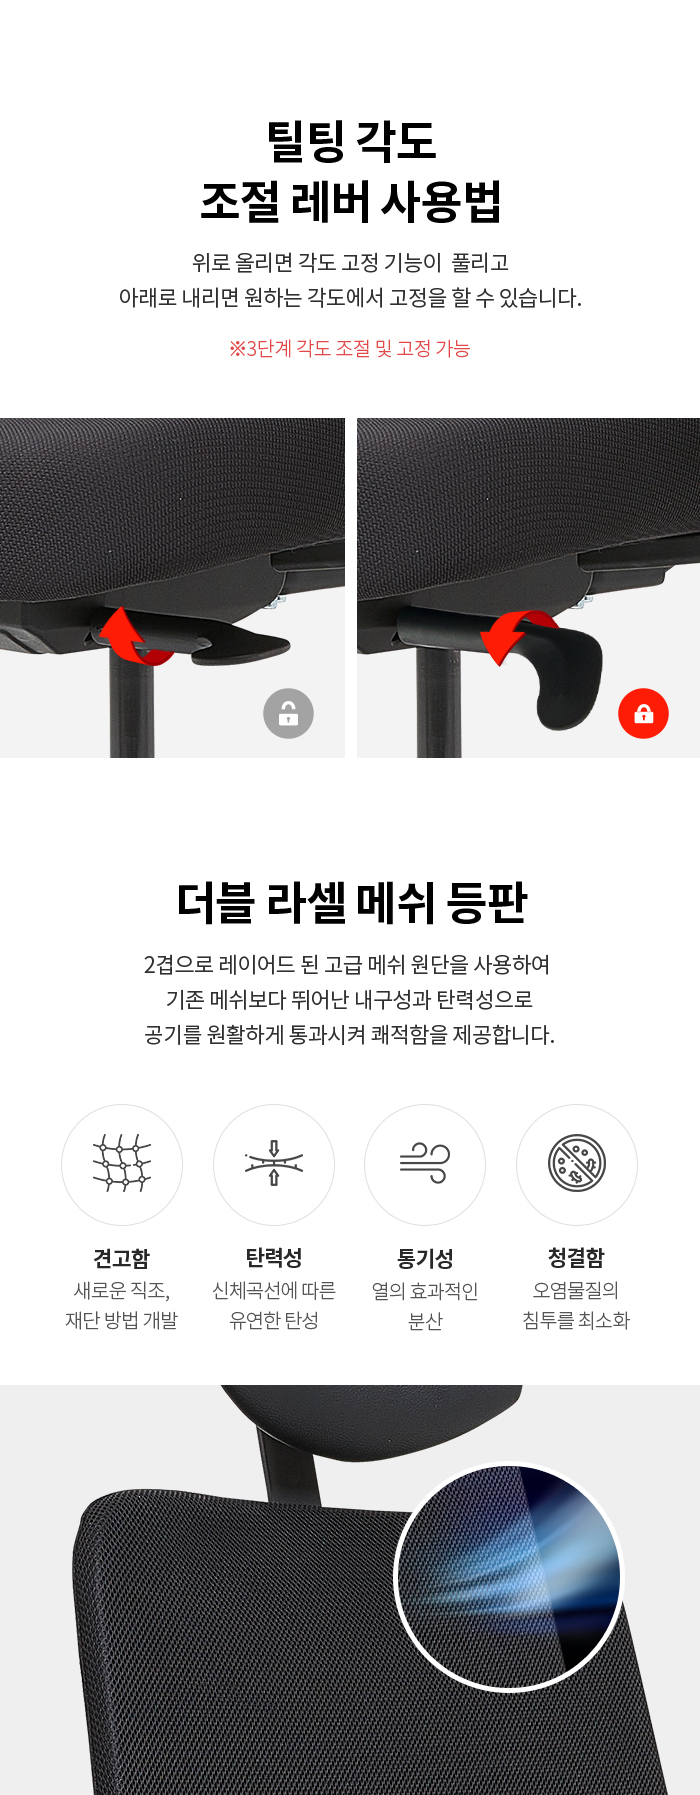 틸팅 각도
조절 레버 사용법
위로 올리면 각도 고정 기능이 풀리고
아래로 내리면 원하는 각도에서 고정을 할 수 있습니다.
※3단계 각도 조절 및 고정 가능
더블 라셀 메쉬 등판
2겹으로 레이어드 된 고급 메쉬 원단을 사용하여
기존 메쉬보다 뛰어난 내구성과 탄력성으로
공기를 원활하게 통과시켜 쾌적함을 제공합니다.
견고함
새로운 직조,
재단 방법 개발
탄력성
신체곡선에 따른
유연한 탄성
통기성
열의 효과적인
분산
청결함
오염물질의
침투를 최소화